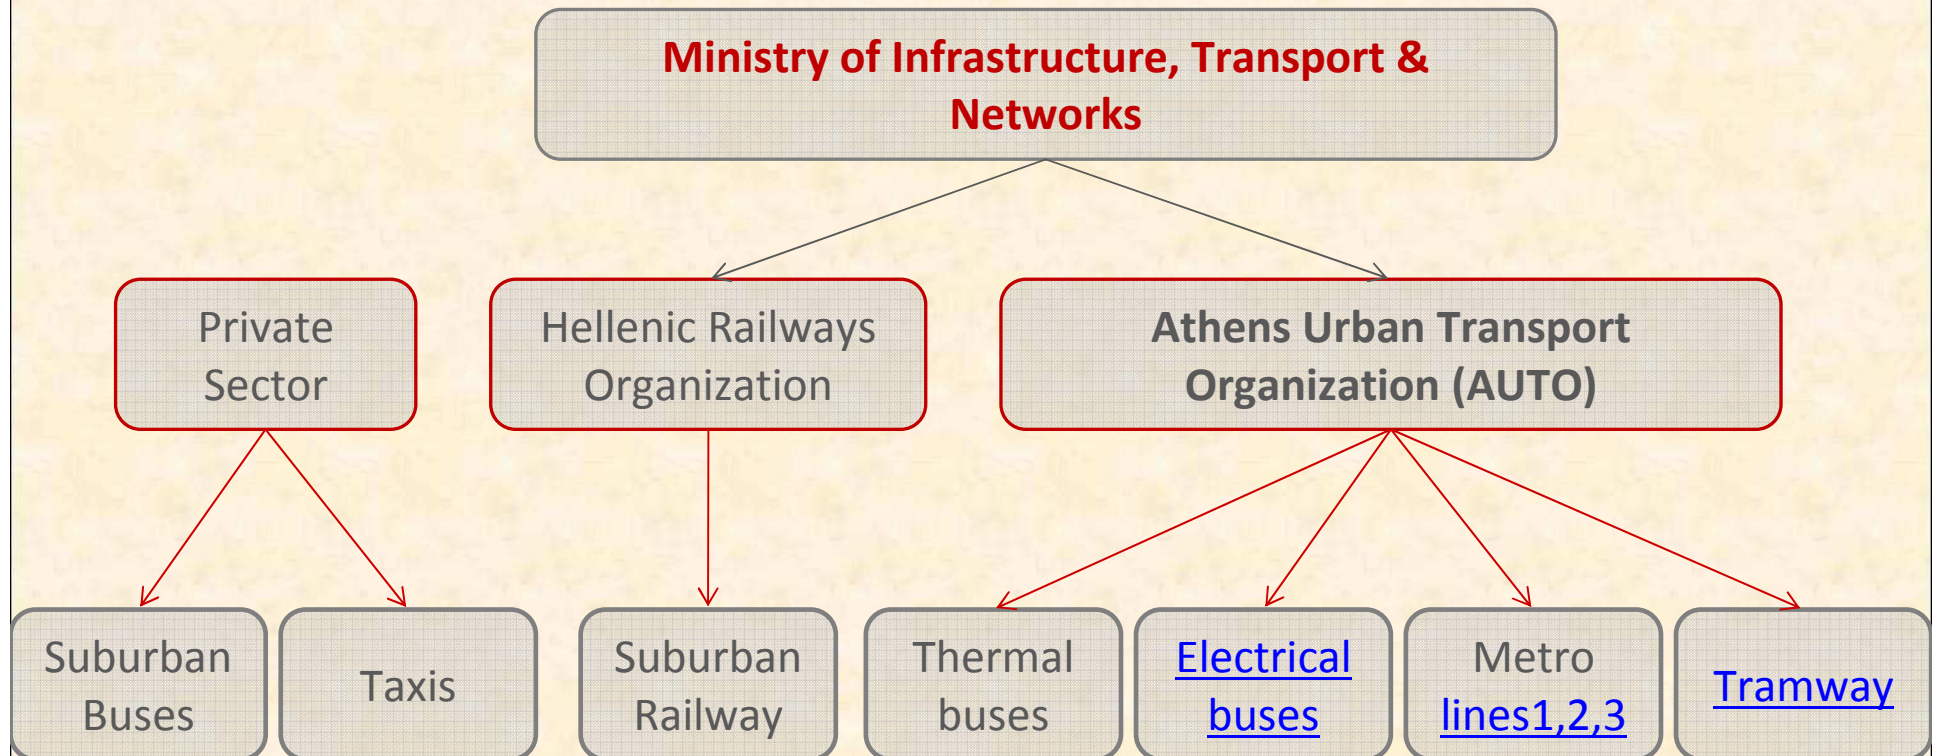 Ministry of Infrastructure, Transport &
Networks
Private
Sector
Hellenic Railways
Organization
Athens Urban Transport
Organization (AUTO)
Suburban
Buses
Taxis
Suburban
Railway
Thermal
buses
Electrical
buses
Metro
lines1,2,3
Tramway